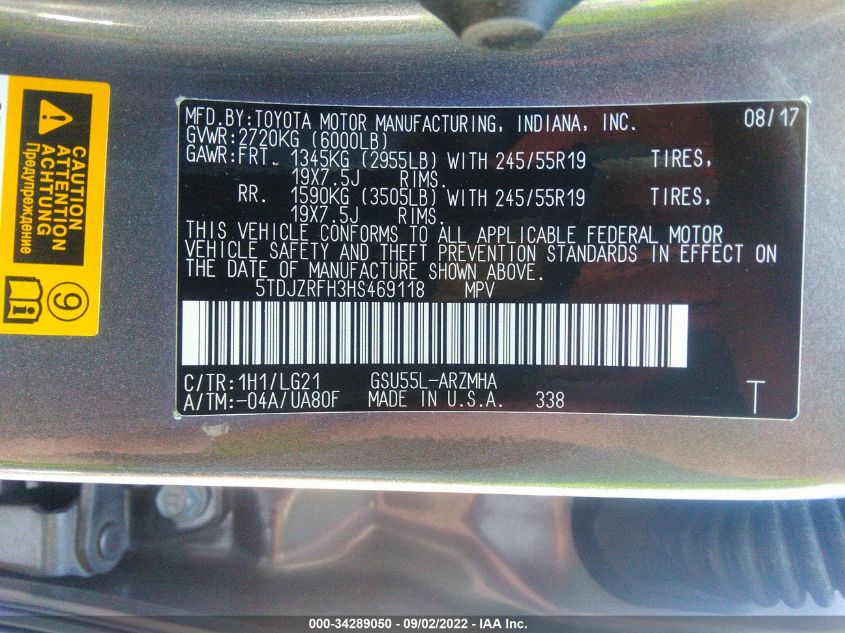 CAUTION
ATTENTION
ACHTUNG
Предупреждение
9
MFD.BY:TOYOTA MOTOR MANUFACTURING, INDIANA, INC. 08/17
GVWR:2720KG (6000LB)
GAWR:FRT. 1345KG (2955LB) WITH 245/55R19 TIRES,
19X7.5J RIMS.
RR. 1590KG (3505LB) WITH 245/55R19 TIRES,
19X7.5J RIMS.
THIS VEHICLE CONFORMS TO ALL APPLICABLE FEDERAL MOTOR
VEHICLE SAFETY AND THEFT PREVENTION STANDARDS IN EFFECT ON
THE DATE OF MANUFACTURE SHOWN ABOVE.
5TDJZRFH3HS469118 MPV
C/TR:1H1/LG21 GSU55L-ARZMHA
A/TM:-04A/UA80F MADE IN U.S.A. 338 T
000-34289050 - 09/02/2022 - IAA Inc.